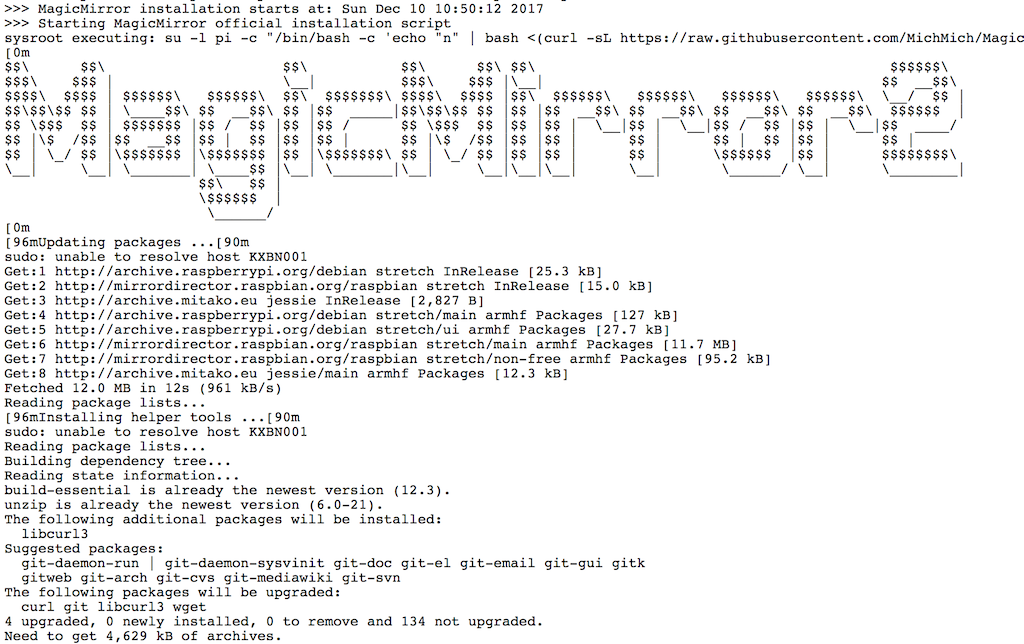 >>> MagicMirror installation starts at: Sun Dec 10 10:50:12 2017
>>> Starting MagicMirror official installation script
sysroot executing: su -l pi -c "/bin/bash -c 'echo "n" | bash <(curl -sL https://raw.githubusercontent.com/MichMich/Magic
[0m
MagicMirror2
[0m
[96mUpdating packages ...[90m
sudo: unable to resolve host KXBN001
Get:1 http://archive.raspberrypi.org/debian stretch InRelease [25.3 kB]
Get:2 http://mirrordirector.raspbian.org/raspbian stretch InRelease [15.0 kB]
Get:3 http://archive.mitako.eu jessie InRelease [2,827 B]
Get:4 http://archive.raspberrypi.org/debian stretch/main armhf Packages [127 kB]
Get:5 http://archive.raspberrypi.org/debian stretch/ui armhf Packages [27.7 kB]
Get:6 http://mirrordirector.raspbian.org/raspbian stretch/main armhf Packages [11.7 MB]
Get:7 http://mirrordirector.raspbian.org/raspbian stretch/non-free armhf Packages [95.2 kB]
Get:8 http://archive.mitako.eu jessie/main armhf Packages [12.3 kB]
Fetched 12.0 MB in 12s (961 kB/s)
Reading package lists...
[96mInstalling helper tools ...[90m
sudo: unable to resolve host KXBN001
Reading package lists...
Building dependency tree...
Reading state information...
build-essential is already the newest version (12.3).
unzip is already the newest version (6.0-21).
The following additional packages will be installed:
libcurl3
Suggested packages:
git-daemon-run | git-daemon-sysvinit git-doc git-el git-email git-gui gitk
gitweb git-arch git-cvs git-mediawiki git-svn
The following packages will be upgraded:
curl git libcurl3 wget
4 upgraded, 0 newly installed, 0 to remove and 134 not upgraded.
Need to get 4,629 kB of archives.